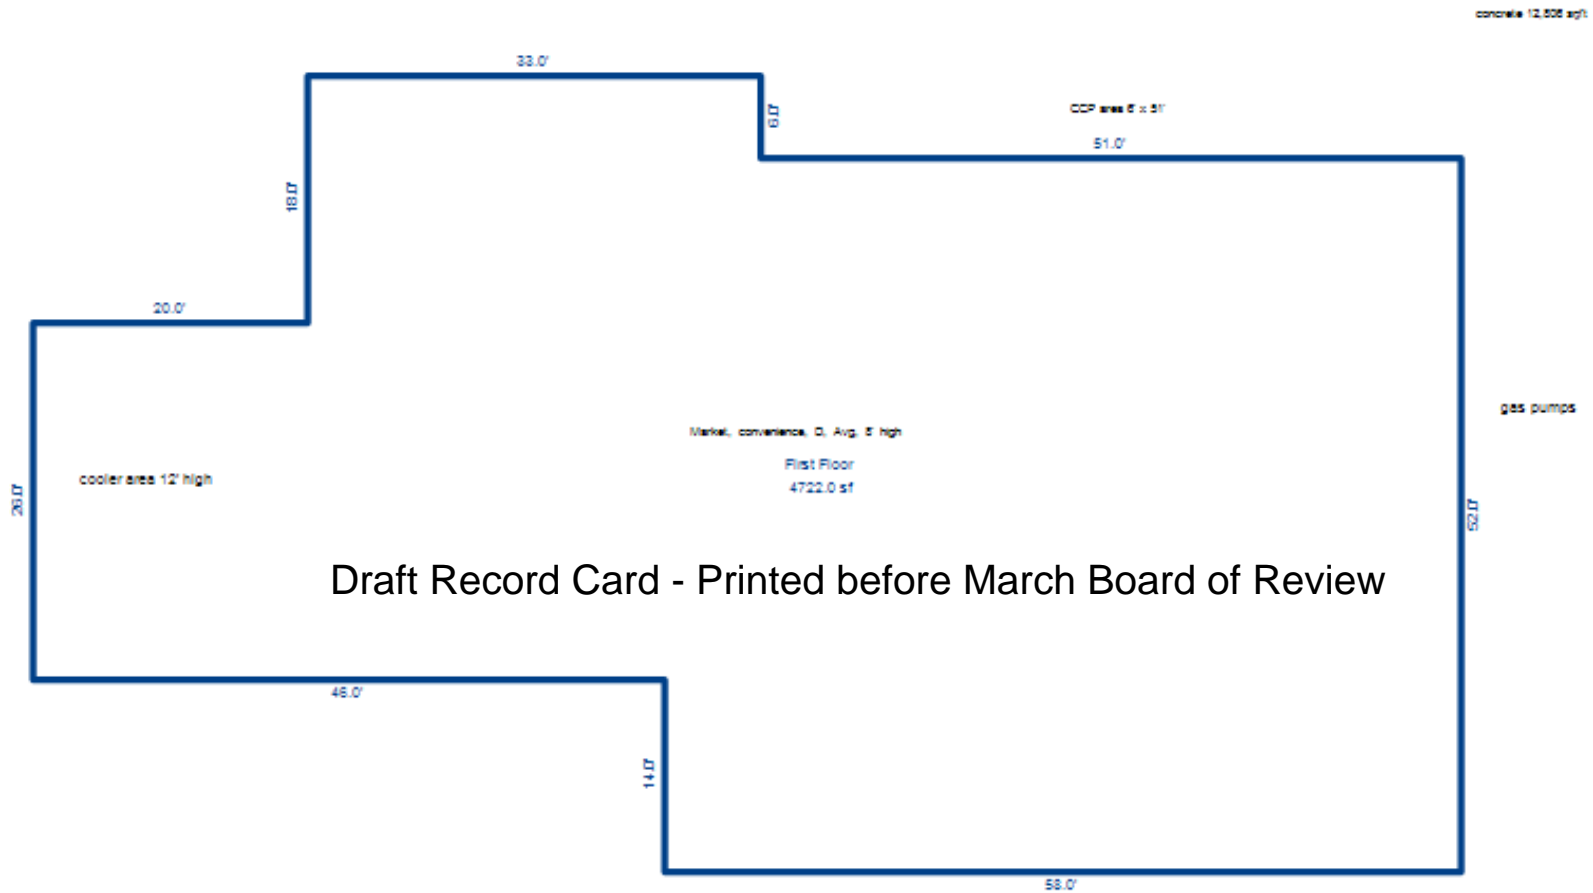 concrete 12,808 sqft
33.0'
6.0'
CCP area 6' x 51'
51.0'
18.0'
20.0'
gas pumps
Market, convenience, D, Avg, 8' high
First Floor
4722.0 sf
cooler area 12' high
26.0'
52.0'
Draft Record Card - Printed before March Board of Review
46.0'
14.0'
58.0'